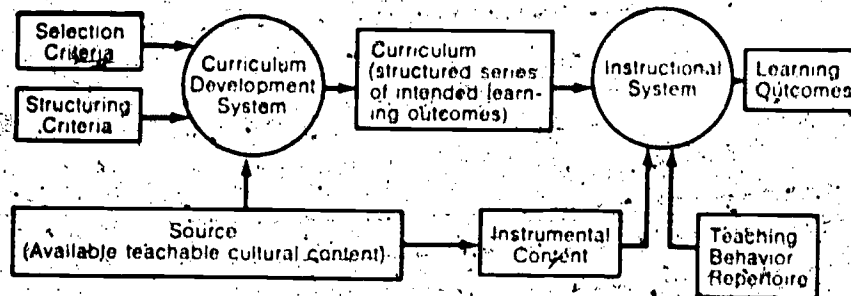 Selection
Criteria
Structuring
Criteria
Curriculum
Development
System
Curriculum
(structured series
of intended learn-
ing outcomes)
Instructional
System
Learning
Outcomes
Source
(Available teachable cultural content)
Instrumental
Content
Teaching
Behavior
Repertoire